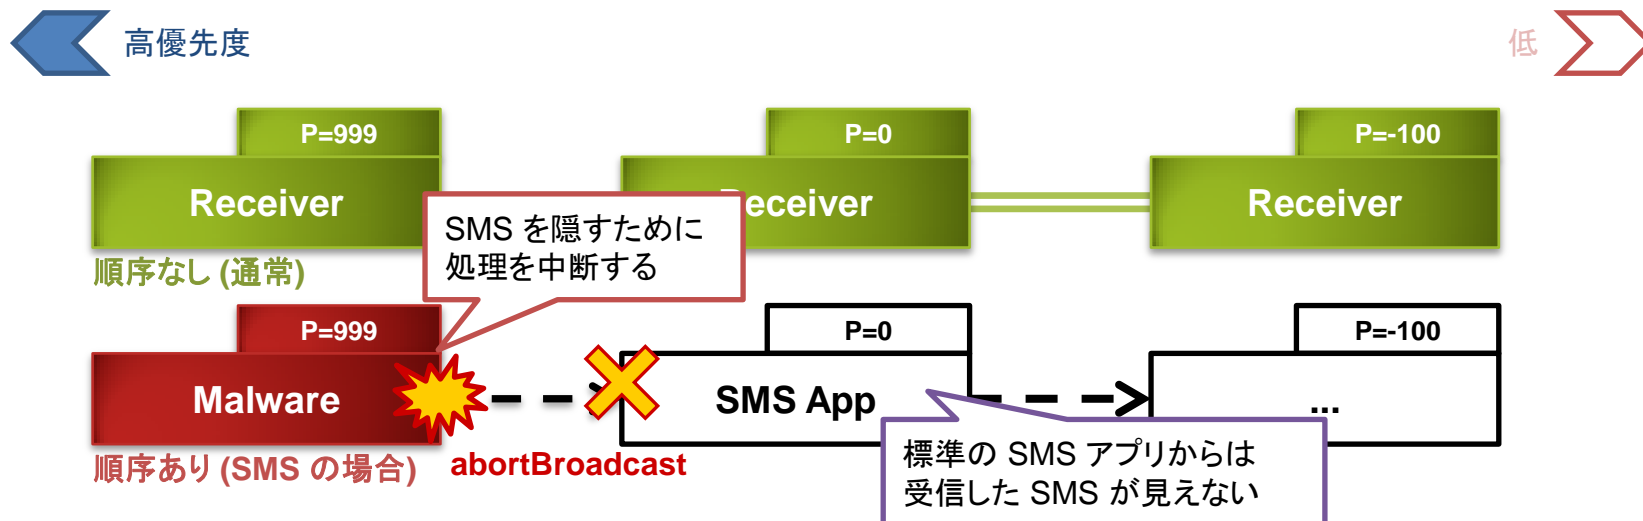 高優先度
低
P=999
P=0
P=-100
Receiver
eceiver
Receiver
SMS を隠すために
処理を中断する
順序なし (通常)
P=999
P=0
P=-100
Malware
SMS App
...
順序あり (SMS の場合)
abortBroadcast
標準の SMS アプリからは
受信した SMS が見えない